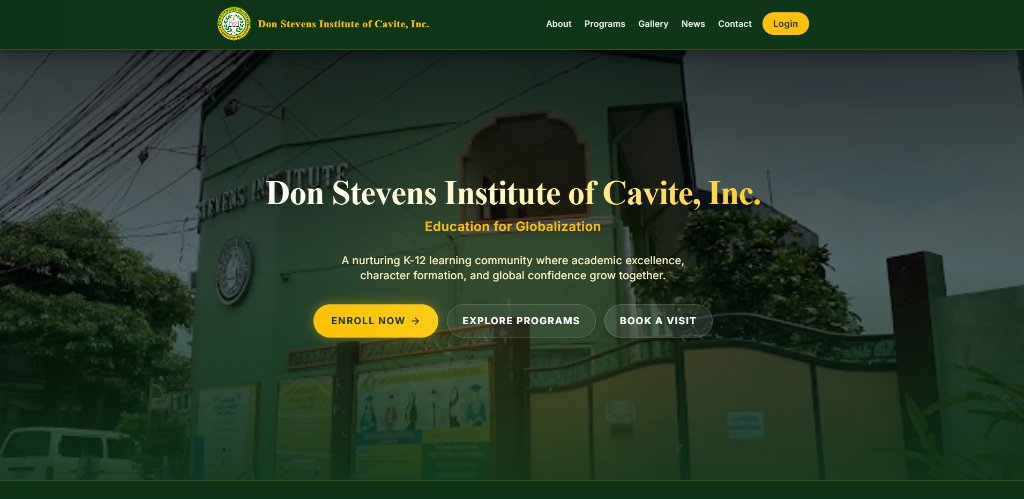 Don Stevens Institute of Cavite, Inc.
About
Programs
Gallery
News
Contact
Login
STEVENS INSTITUTE
Don Stevens Institute of Cavite, Inc.
Education for Globalization
A nurturing K-12 learning community where academic excellence,
character formation, and global confidence grow together.
ENROLL NOW →
EXPLORE PROGRAMS
BOOK A VISIT